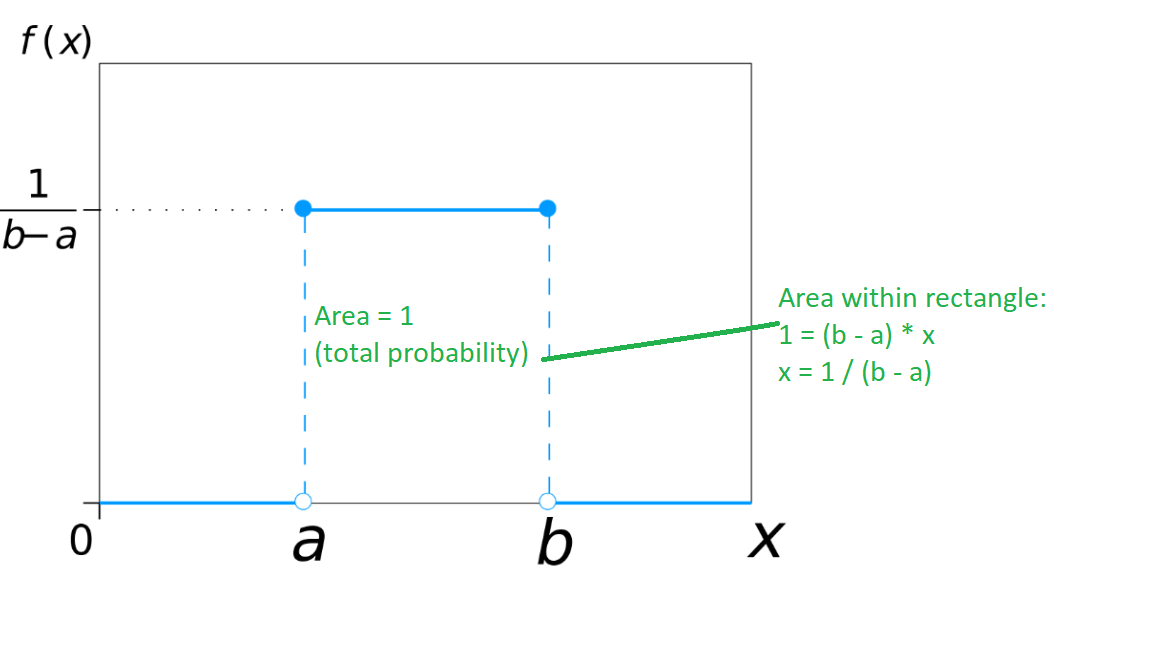 f(x)
1
b−a
Area = 1
(total probability)
Area within rectangle:
1 = (b - a) * x
x = 1 / (b - a)
0
a
b
x